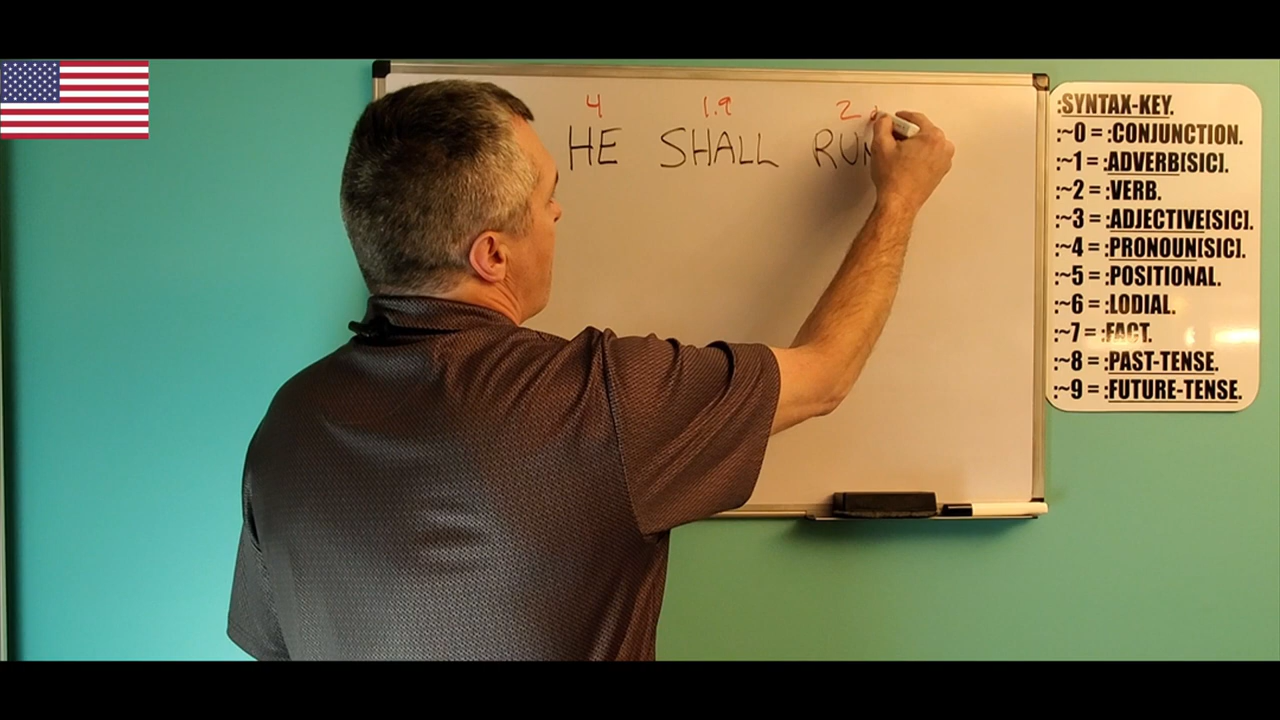 4 1.9 2
HE SHALL RUN
:SYNTAX-KEY.
:~0 = :CONJUNCTION.
:~1 = :ADVERB[SIC].
:~2 = :VERB.
:~3 = :ADJECTIVE[SIC].
:~4 = :PRONOUN[SIC].
:~5 = :POSITIONAL.
:~6 = :LODIAL.
:~7 = :FACT.
:~8 = :PAST-TENSE.
:~9 = :FUTURE-TENSE.